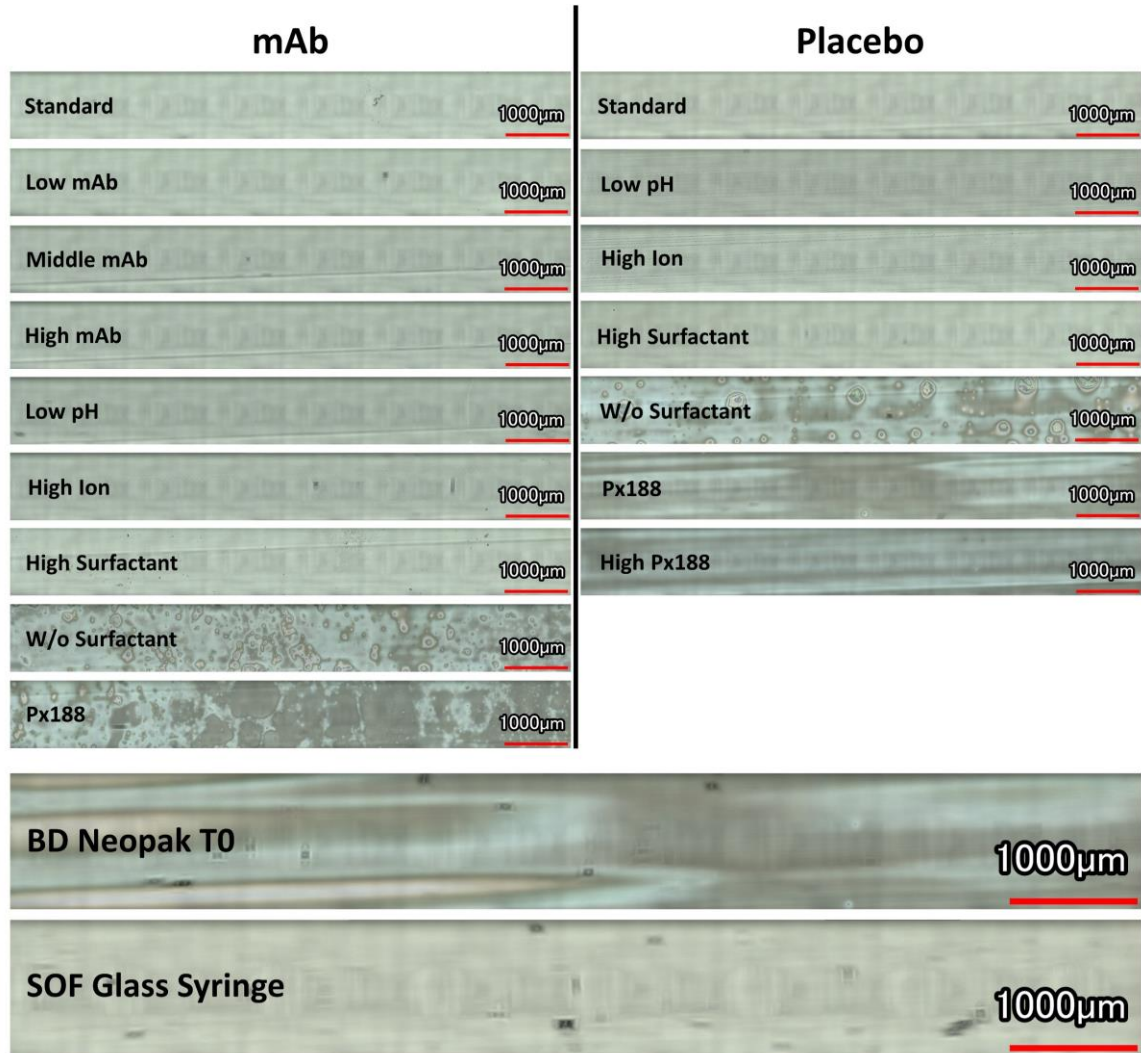 mAb
Standard
1000µm
Low mAb
1000µm
Middle mAb
1000µm
High mAb
1000µm
Low pH
1000µm
High Ion
1000µm
High Surfactant
1000µm
W/o Surfactant
1000µm
Px188
1000µm
Placebo
Standard
1000µm
Low pH
1000µm
High Ion
1000µm
High Surfactant
1000µm
W/o Surfactant
1000µm
Px188
1000µm
High Px188
1000µm
BD Neopak T0
1000µm
SOF Glass Syringe
1000µm